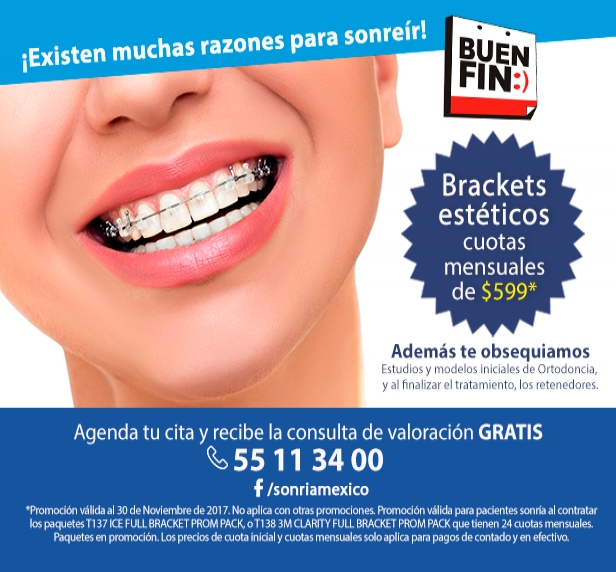 ¡Existen muchas razones para sonreír!
BUEN
FIN:)
Brackets
estéticos
cuotas
mensuales
de $599*
Además te obsequiamos
Estudios y modelos iniciales de Ortodoncia,
y al finalizar el tratamiento, los retenedores.
Agenda tu cita y recibe la consulta de valoración GRATIS
55 11 34 00
f /sonriamexico
*Promoción válida al 30 de Noviembre de 2017. No aplica con otras promociones. Promoción válida para pacientes sonría al contratar
los paquetes T137 ICE FULL BRACKET PROM PACK, o T138 3M CLARITY FULL BRACKET PROM PACK que tienen 24 cuotas mensuales.
Paquetes en promoción. Los precios de cuota inicial y cuotas mensuales solo aplica para pagos de contado y en efectivo.